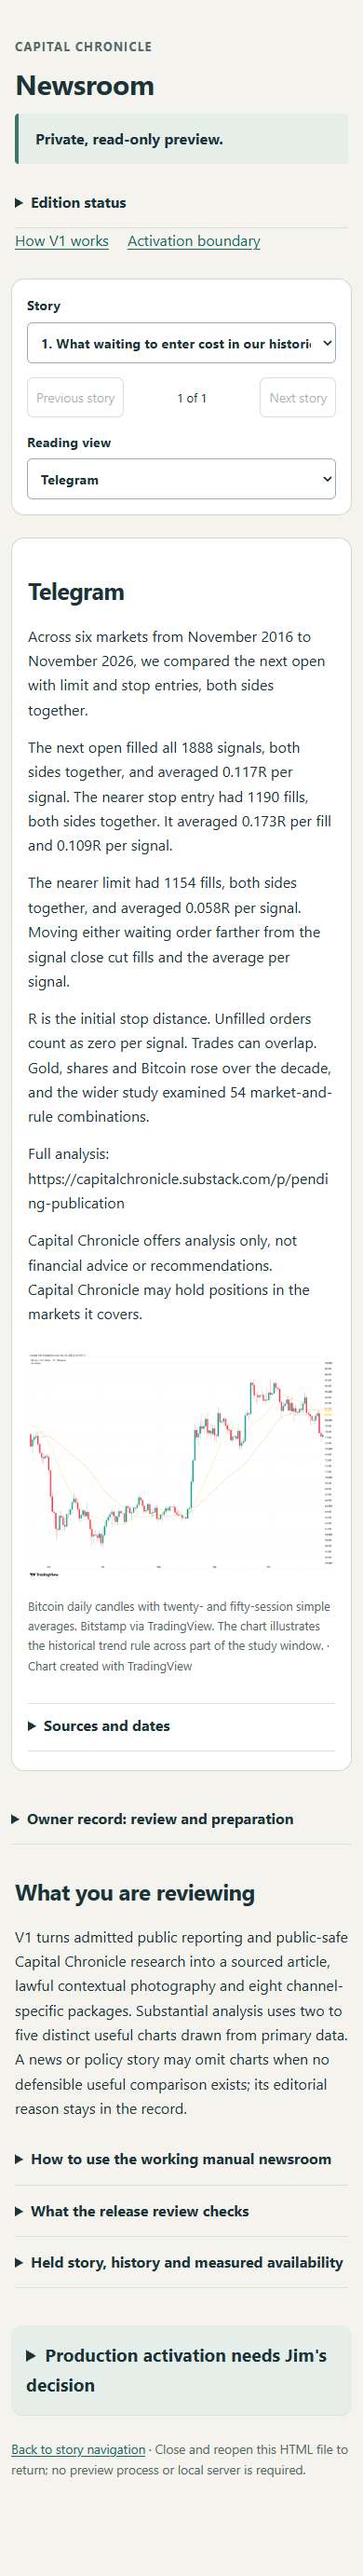 CAPITAL CHRONICLE
Newsroom
Private, read-only preview.
Edition status
How V1 works
Activation boundary
Story
1. What waiting to enter cost in our histori
Previous story
1 of 1
Next story
Reading view
Telegram
Telegram
Across six markets from November 2016 to
November 2026, we compared the next open
with limit and stop entries, both sides
together.
The next open filled all 1888 signals, both
sides together, and averaged 0.117R per
signal. The nearer stop entry had 1190 fills,
both sides together. It averaged 0.173R per fill
and 0.109R per signal.
The nearer limit had 1154 fills, both sides
together, and averaged 0.058R per signal.
Moving either waiting order farther from the
signal close cut fills and the average per
signal.
R is the initial stop distance. Unfilled orders
count as zero per signal. Trades can overlap.
Gold, shares and Bitcoin rose over the decade,
and the wider study examined 54 market-and-
rule combinations.
Full analysis:
https://capitalchronicle.substack.com/p/pendi
ng-publication
Capital Chronicle offers analysis only, not
financial advice or recommendations.
Capital Chronicle may hold positions in the
markets it covers.
TradingView
Bitcoin daily candles with twenty- and fifty-session simple
averages. Bitstamp via TradingView. The chart illustrates
the historical trend rule across part of the study window. ·
Chart created with TradingView
Sources and dates
Owner record: review and preparation
What you are reviewing
V1 turns admitted public reporting and public-safe
Capital Chronicle research into a sourced article,
lawful contextual photography and eight channel-
specific packages. Substantial analysis uses two to
five distinct useful charts drawn from primary data.
A news or policy story may omit charts when no
defensible useful comparison exists; its editorial
reason stays in the record.
How to use the working manual newsroom
What the release review checks
Held story, history and measured availability
Production activation needs Jim's
decision
Back to story navigation · Close and reopen this HTML file to
return; no preview process or local server is required.